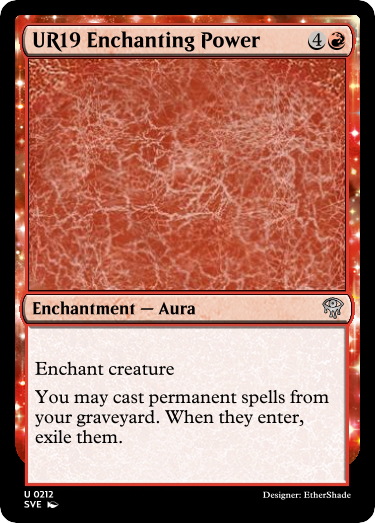 UR19 Enchanting Power 4
Enchantment — Aura
Enchant creature
You may cast permanent spells from
your graveyard. When they enter,
exile them.
U 0212
SVE
Designer: EtherShade